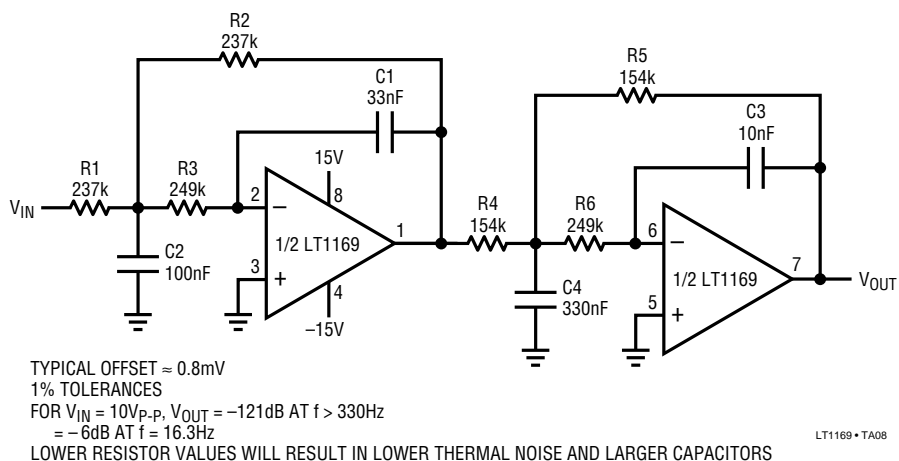 R2
237k
R5
154k
C1
33nF
C3
10nF
15V
R1
237k
R3
249k
2
8
R4
154k
R6
249k
V_IN
−
1
6
−
7
C2
100nF
1/2 LT1169
C4
330nF
1/2 LT1169
V_OUT
3
+
4
5
+
–15V
TYPICAL OFFSET ≈ 0.8mV
1% TOLERANCES
FOR V_IN = 10V_P-P, V_OUT = –121dB AT f > 330Hz
= –6dB AT f = 16.3Hz
LOWER RESISTOR VALUES WILL RESULT IN LOWER THERMAL NOISE AND LARGER CAPACITORS
LT1169 • TA08